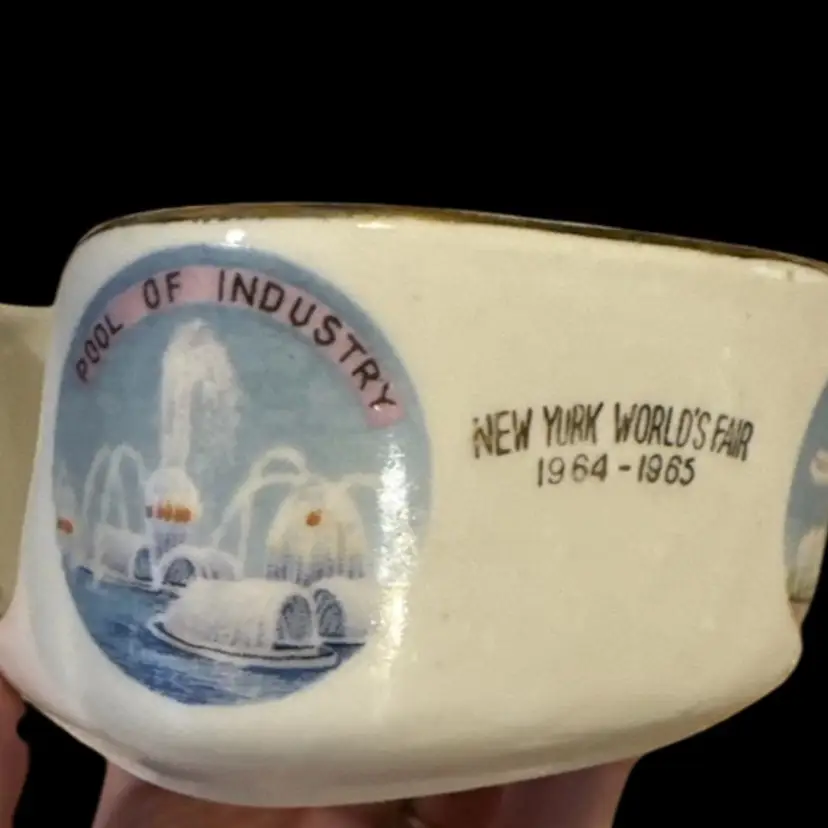 POOL OF INDUSTRY
NEW YORK WORLD'S FAIR
1964-1965